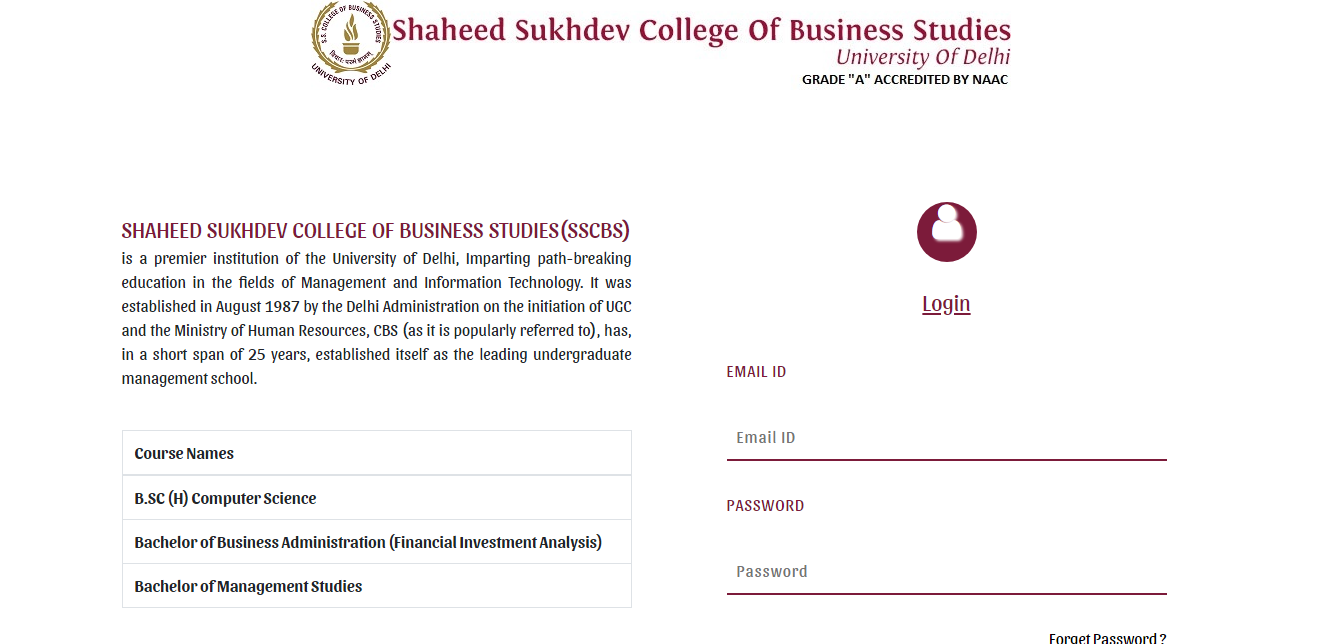 S.S. COLLEGE OF BUSINESS STUDIES
UNIVERSITY OF DELHI
Shaheed Sukhdev College Of Business Studies
University Of Delhi
GRADE "A" ACCREDITED BY NAAC
SHAHEED SUKHDEV COLLEGE OF BUSINESS STUDIES(SSCBS)
is a premier institution of the University of Delhi, Imparting path-breaking
education in the fields of Management and Information Technology. It was
established in August 1987 by the Delhi Administration on the initiation of UGC
and the Ministry of Human Resources, CBS (as it is popularly referred to), has,
in a short span of 25 years, established itself as the leading undergraduate
management school.
Course Names
B.SC (H) Computer Science
Bachelor of Business Administration (Financial Investment Analysis)
Bachelor of Management Studies
Login
EMAIL ID
Email ID
PASSWORD
Password
Forget Password ?